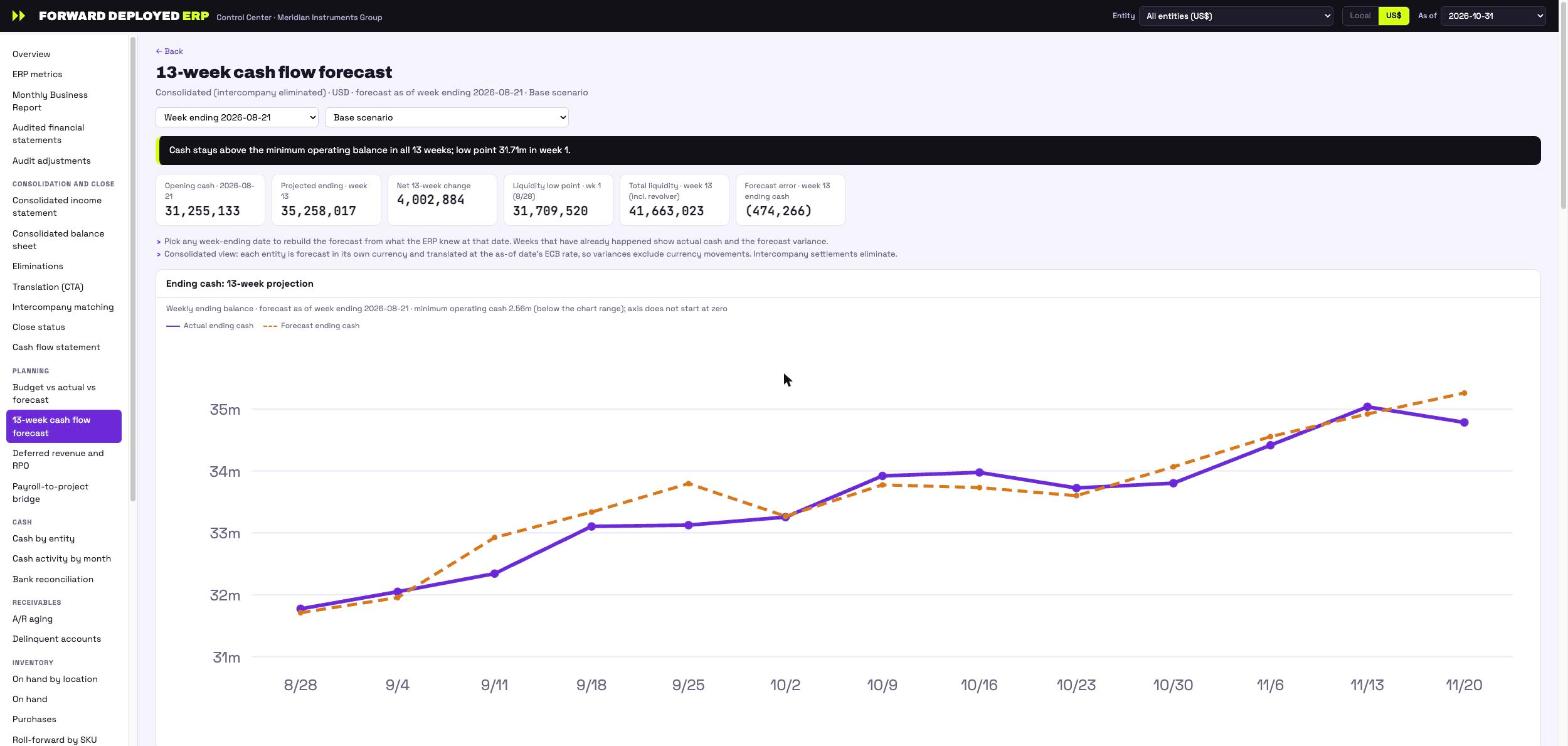 FORWARD DEPLOYED ERP Control Center · Meridian Instruments Group
Entity All entities (US$) Local US$ As of 2026-10-31
Overview
ERP metrics
Monthly Business
Report
Audited financial
statements
Audit adjustments
CONSOLIDATION AND CLOSE
Consolidated income
statement
Consolidated balance
sheet
Eliminations
Translation (CTA)
Intercompany matching
Close status
Cash flow statement
PLANNING
Budget vs actual vs
forecast
13-week cash flow
forecast
Deferred revenue and
RPO
Payroll-to-project
bridge
CASH
Cash by entity
Cash activity by month
Bank reconciliation
RECEIVABLES
A/R aging
Delinquent accounts
INVENTORY
On hand by location
On hand
Purchases
Roll-forward by SKU
← Back
13-week cash flow forecast
Consolidated (intercompany eliminated) · USD · forecast as of week ending 2026-08-21 · Base scenario
Week ending 2026-08-21 Base scenario
Cash stays above the minimum operating balance in all 13 weeks; low point 31.71m in week 1.
Opening cash · 2026-08-
21
31,255,133
Projected ending · week
13
35,258,017
Net 13-week change
4,002,884
Liquidity low point · wk 1
(8/28)
31,709,520
Total liquidity · week 13
(incl. revolver)
41,663,023
Forecast error · week 13
ending cash
(474,266)
> Pick any week-ending date to rebuild the forecast from what the ERP knew at that date. Weeks that have already happened show actual cash and the forecast variance.
> Consolidated view: each entity is forecast in its own currency and translated at the as-of date's ECB rate, so variances exclude currency movements. Intercompany settlements eliminate.
Ending cash: 13-week projection
Weekly ending balance · forecast as of week ending 2026-08-21 · minimum operating cash 2.56m (below the chart range); axis does not start at zero
Actual ending cash Forecast ending cash
35m
34m
33m
32m
31m
8/28 9/4 9/11 9/18 9/25 10/2 10/9 10/16 10/23 10/30 11/6 11/13 11/20